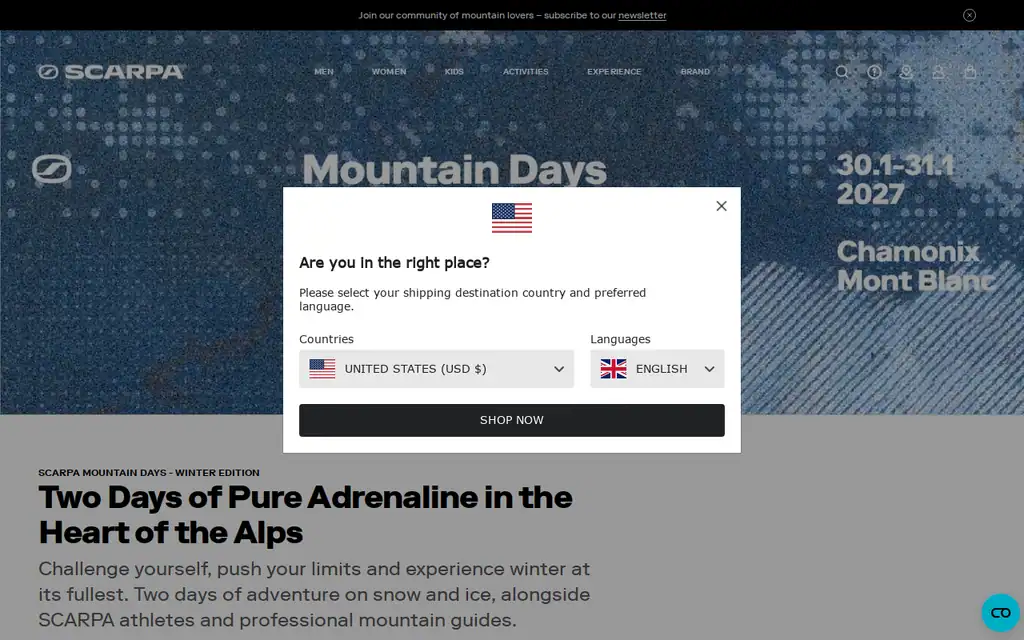 Join our community of mountain lovers – subscribe to our newsletter
SCARPA
MEN
WOMEN
KIDS
ACTIVITIES
EXPERIENCE
BRAND
Mountain Days
30.1-31.1
2027
Chamonix
Mont Blanc
Are you in the right place?
Please select your shipping destination country and preferred
language.
Countries
Languages
UNITED STATES (USD $)
ENGLISH
SHOP NOW
SCARPA MOUNTAIN DAYS - WINTER EDITION
Two Days of Pure Adrenaline in the
Heart of the Alps
Challenge yourself, push your limits and experience winter at
its fullest. Two days of adventure on snow and ice, alongside
SCARPA athletes and professional mountain guides.